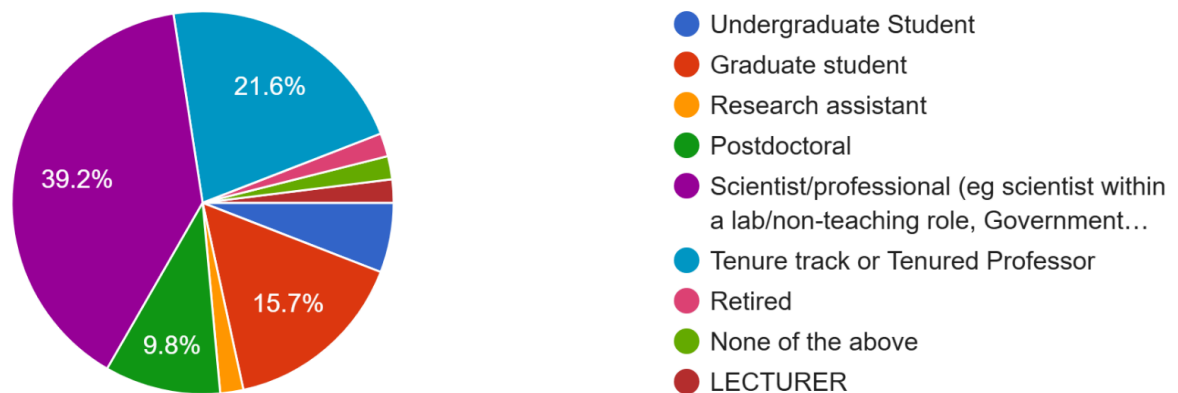 21.6%
39.2%
15.7%
9.8%
Undergraduate Student
Graduate student
Research assistant
Postdoctoral
Scientist/professional (eg scientist within
a lab/non-teaching role, Government…
Tenure track or Tenured Professor
Retired
None of the above
LECTURER